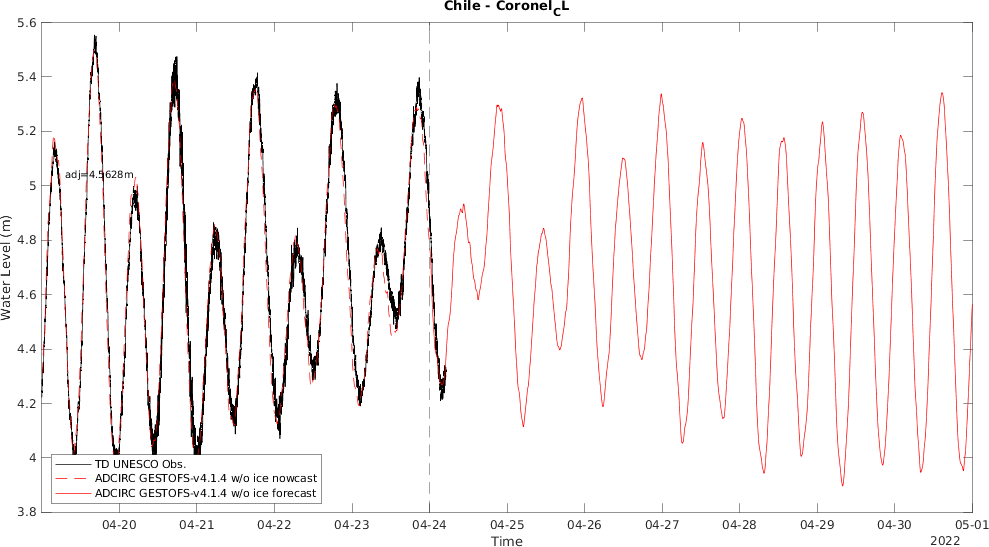 Chile - Coronel_CL
5.6
5.4
5.2
5
4.8
4.6
4.4
4.2
4
3.8
Water Level (m)
adj=4.5628m
TD UNESCO Obs.
ADCIRC GESTOFS-v4.1.4 w/o ice nowcast
ADCIRC GESTOFS-v4.1.4 w/o ice forecast
04-20 04-21 04-22 04-23 04-24 04-25 04-26 04-27 04-28 04-29 04-30 05-01
Time
2022